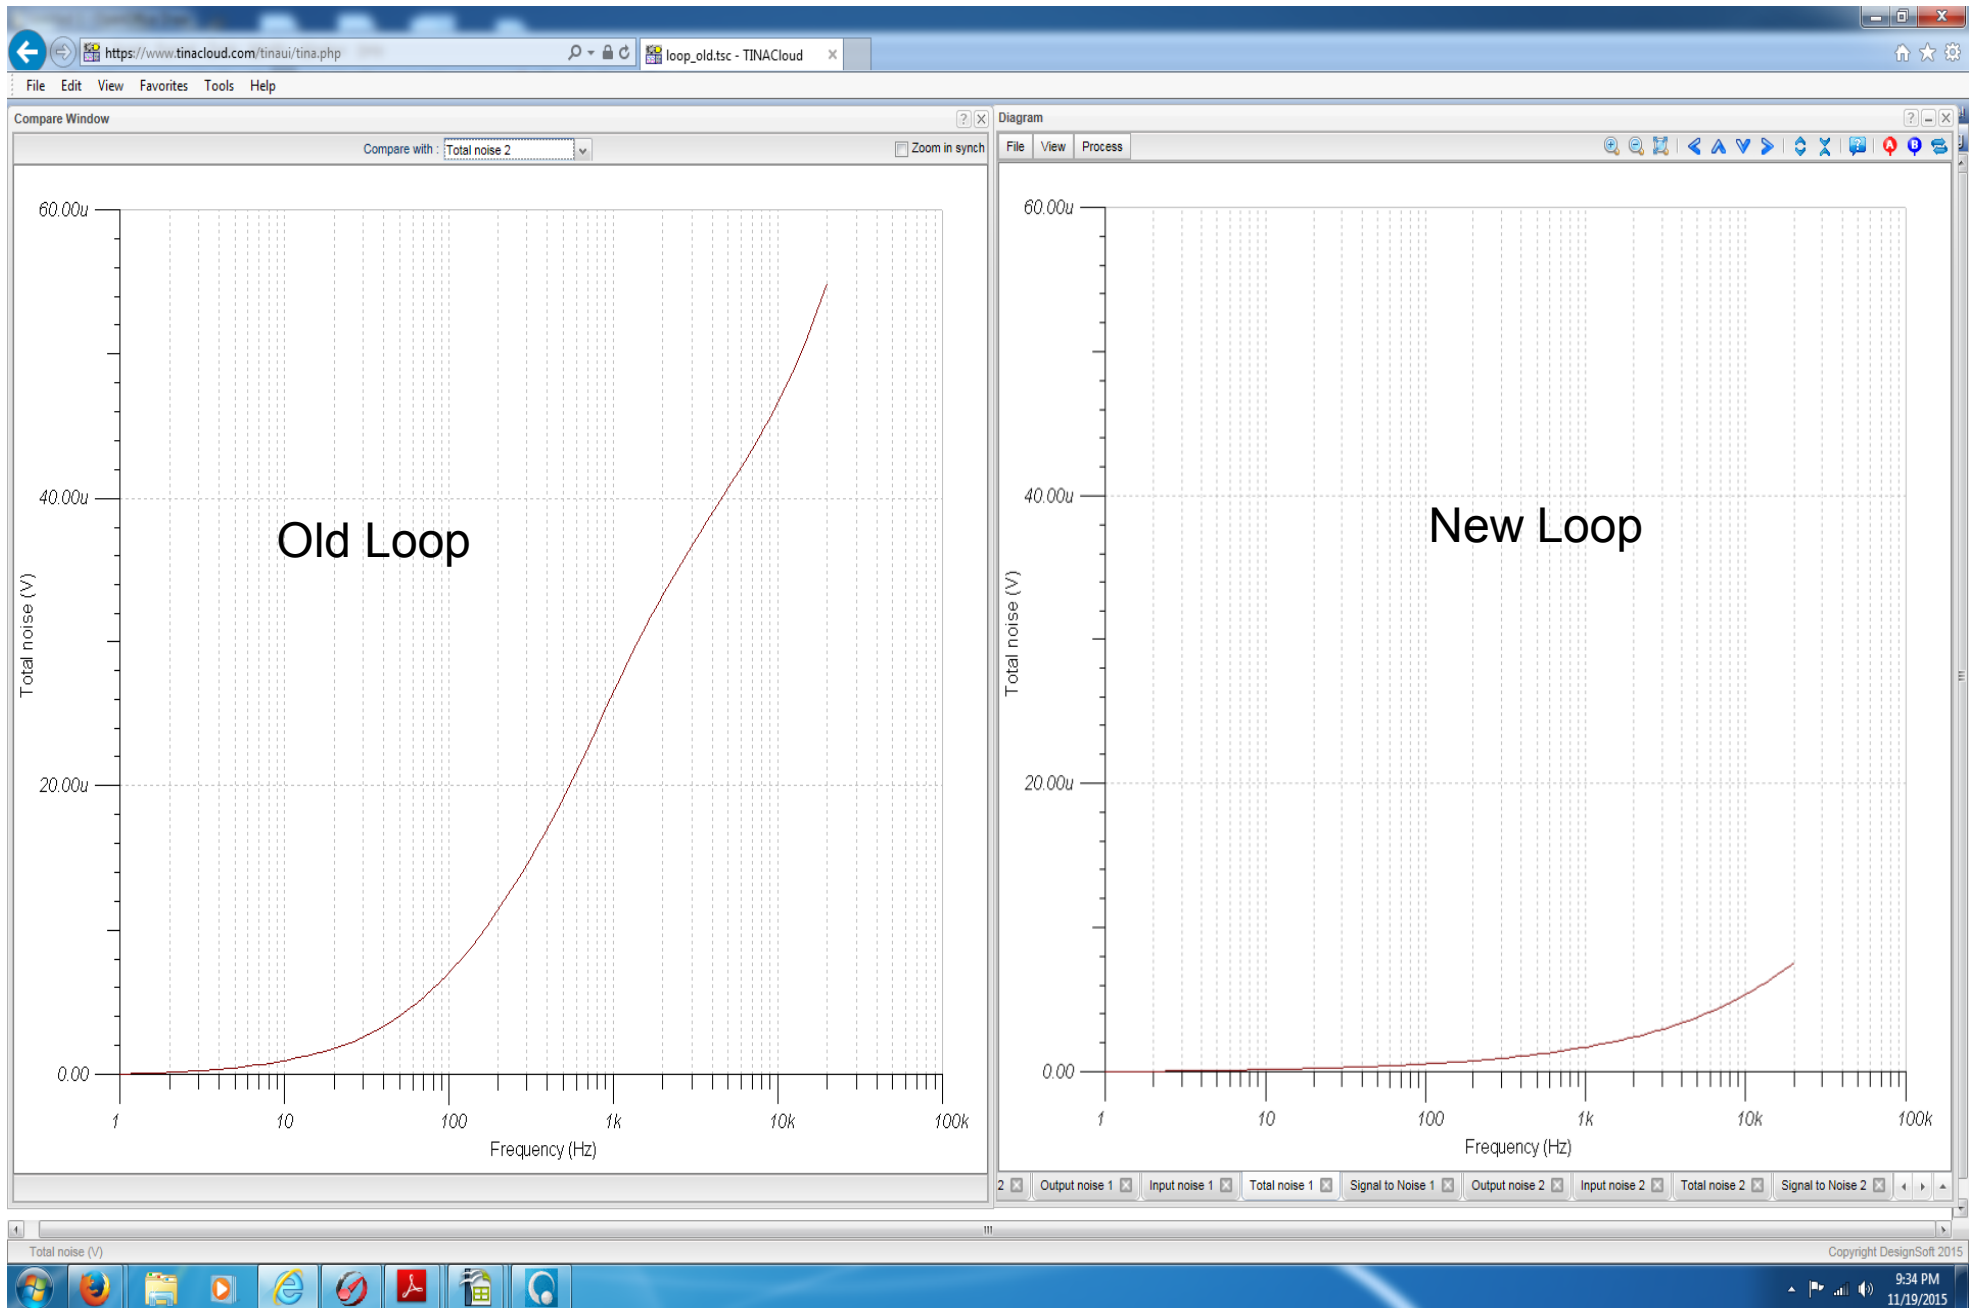 https://www.tinacloud.com/tinaui/tina.php
loop_old.tsc - TINACloud
File Edit View Favorites Tools Help
Compare Window
Compare with : Total noise 2
Zoom in synch
60.00u
40.00u
20.00u
0.00
Total noise (V)
Old Loop
1 10 100 1k 10k 100k
Frequency (Hz)
Diagram
File View Process
A B
60.00u
40.00u
20.00u
0.00
Total noise (V)
New Loop
1 10 100 1k 10k 100k
Frequency (Hz)
2 Output noise 1 Input noise 1 Total noise 1 Signal to Noise 1 Output noise 2 Input noise 2 Total noise 2 Signal to Noise 2
Total noise (V)
Copyright DesignSoft 2015
9:34 PM
11/19/2015